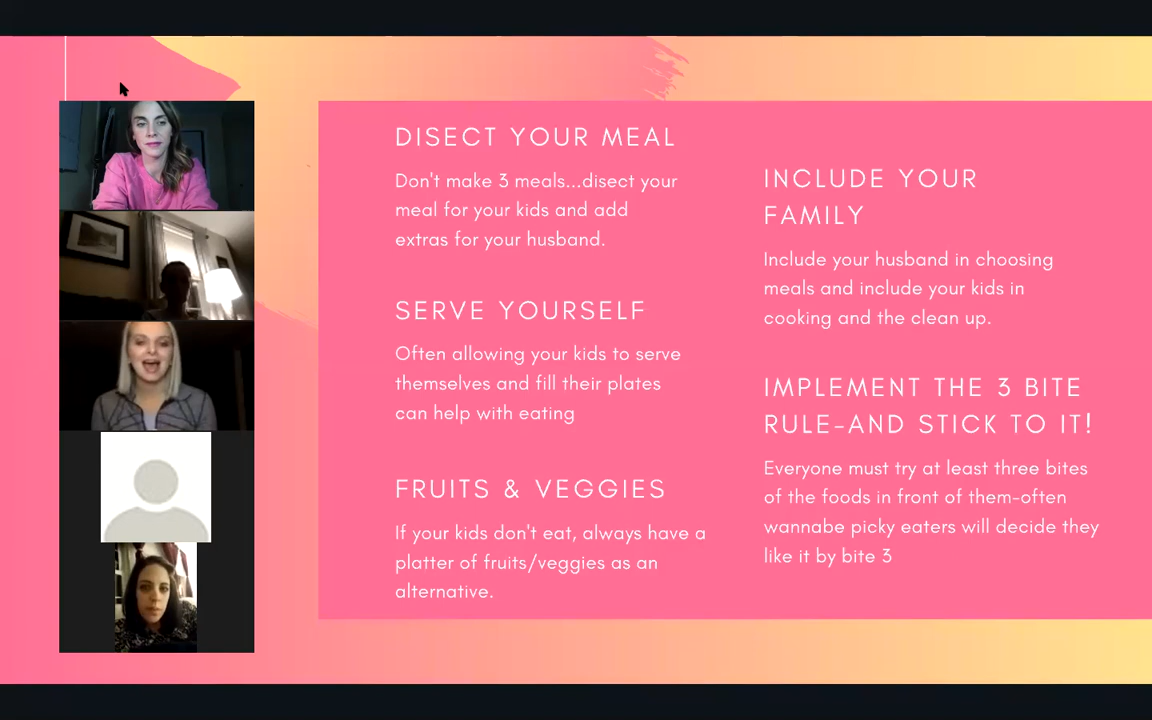 DISECT YOUR MEAL
Don't make 3 meals...disect your
meal for your kids and add
extras for your husband.
SERVE YOURSELF
Often allowing your kids to serve
themselves and fill their plates
can help with eating
FRUITS & VEGGIES
If your kids don't eat, always have a
platter of fruits/veggies as an
alternative.
INCLUDE YOUR
FAMILY
Include your husband in choosing
meals and include your kids in
cooking and the clean up.
IMPLEMENT THE 3 BITE
RULE-AND STICK TO IT!
Everyone must try at least three bites
of the foods in front of them-often
wannabe picky eaters will decide they
like it by bite 3